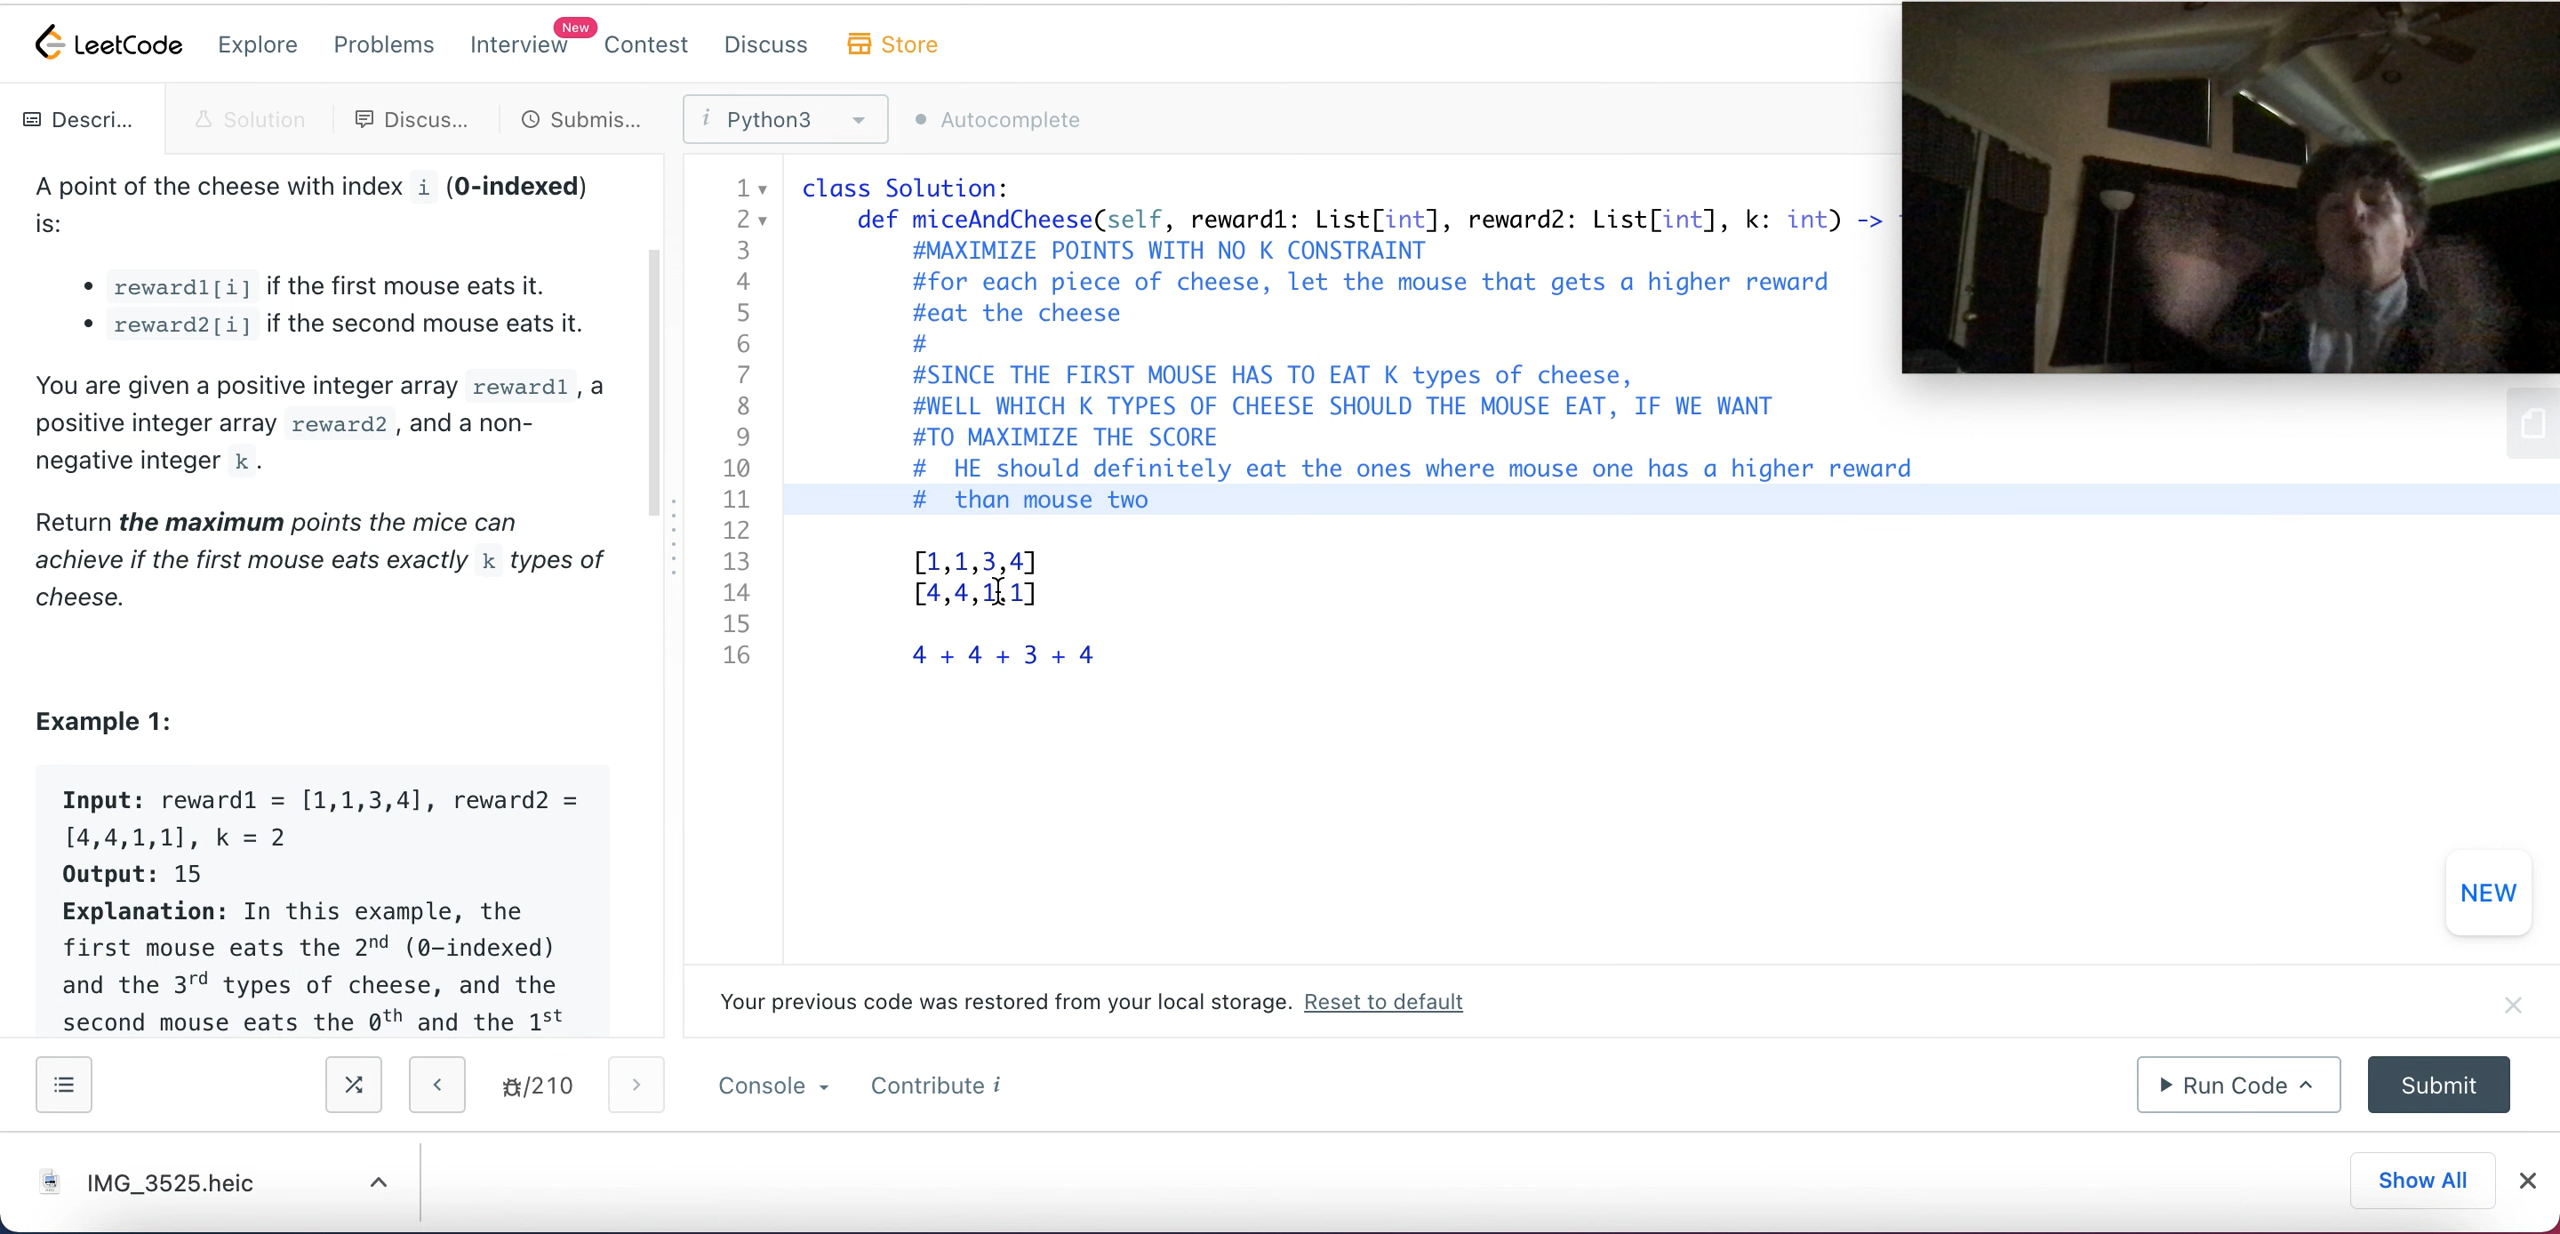 LeetCode Explore Problems Interview New Contest Discuss Store
Descri... Solution Discus... Submis... i Python3 Autocomplete
A point of the cheese with index i (0-indexed)
is:
• reward1[i] if the first mouse eats it.
• reward2[i] if the second mouse eats it.
You are given a positive integer array reward1, a
positive integer array reward2, and a non-
negative integer k.
Return the maximum points the mice can
achieve if the first mouse eats exactly k types of
cheese.
Example 1:
Input: reward1 = [1,1,3,4], reward2 =
[4,4,1,1], k = 2
Output: 15
Explanation: In this example, the
first mouse eats the 2nd (0-indexed)
and the 3rd types of cheese, and the
second mouse eats the 0th and the 1st
1 class Solution:
2 def miceAndCheese(self, reward1: List[int], reward2: List[int], k: int) ->
3 #MAXIMIZE POINTS WITH NO K CONSTRAINT
4 #for each piece of cheese, let the mouse that gets a higher reward
5 #eat the cheese
6 #
7 #SINCE THE FIRST MOUSE HAS TO EAT K types of cheese,
8 #WELL WHICH K TYPES OF CHEESE SHOULD THE MOUSE EAT, IF WE WANT
9 #TO MAXIMIZE THE SCORE
10 # HE should definitely eat the ones where mouse one has a higher reward
11 # than mouse two
12
13 [1,1,3,4]
14 [4,4,1,1]
15
16 4 + 4 + 3 + 4
NEW
Your previous code was restored from your local storage. Reset to default
/210 Console Contribute i Run Code Submit
IMG_3525.heic Show All